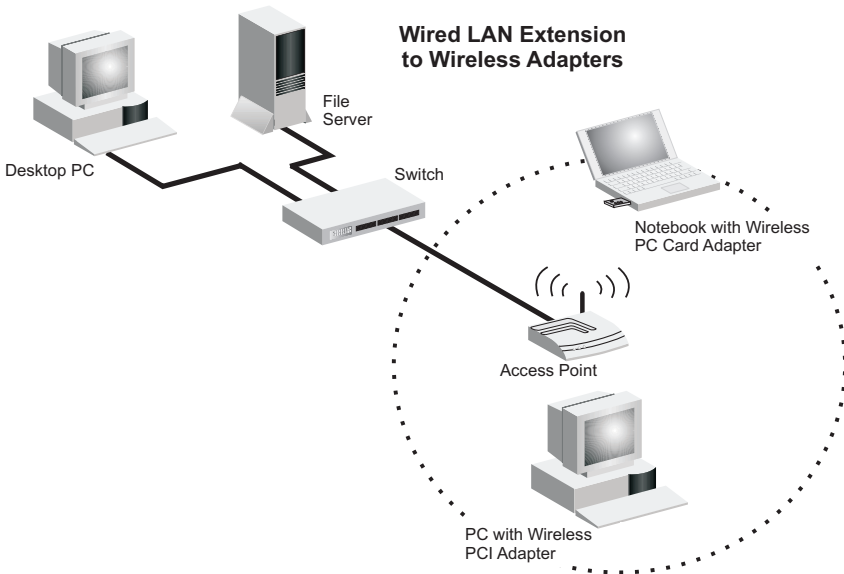 Wired LAN Extension
to Wireless Adapters
File
Server
Desktop PC
Switch
Notebook with Wireless
PC Card Adapter
Access Point
PC with Wireless
PCI Adapter